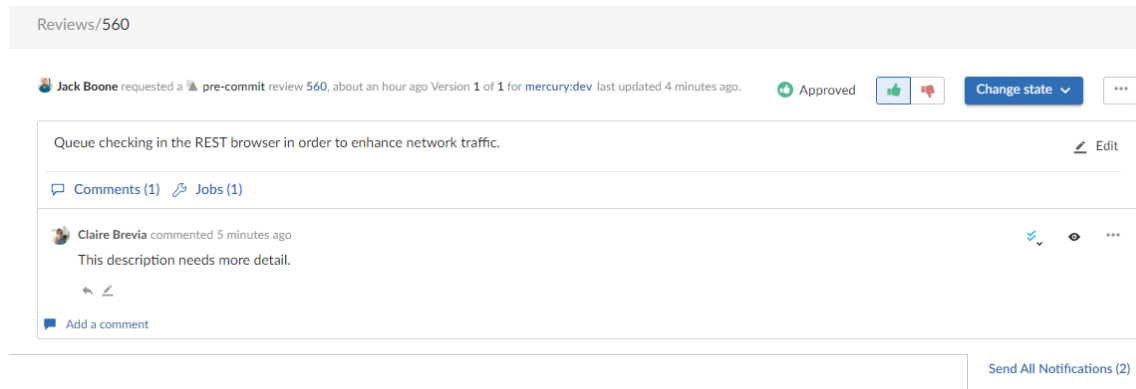 Reviews/560
Jack Boone requested a pre-commit review 560, about an hour ago Version 1 of 1 for mercury:dev last updated 4 minutes ago. Approved Change state
Queue checking in the REST browser in order to enhance network traffic. Edit
Comments (1) Jobs (1)
Claire Brevia commented 5 minutes ago
This description needs more detail.
Add a comment
Send All Notifications (2)